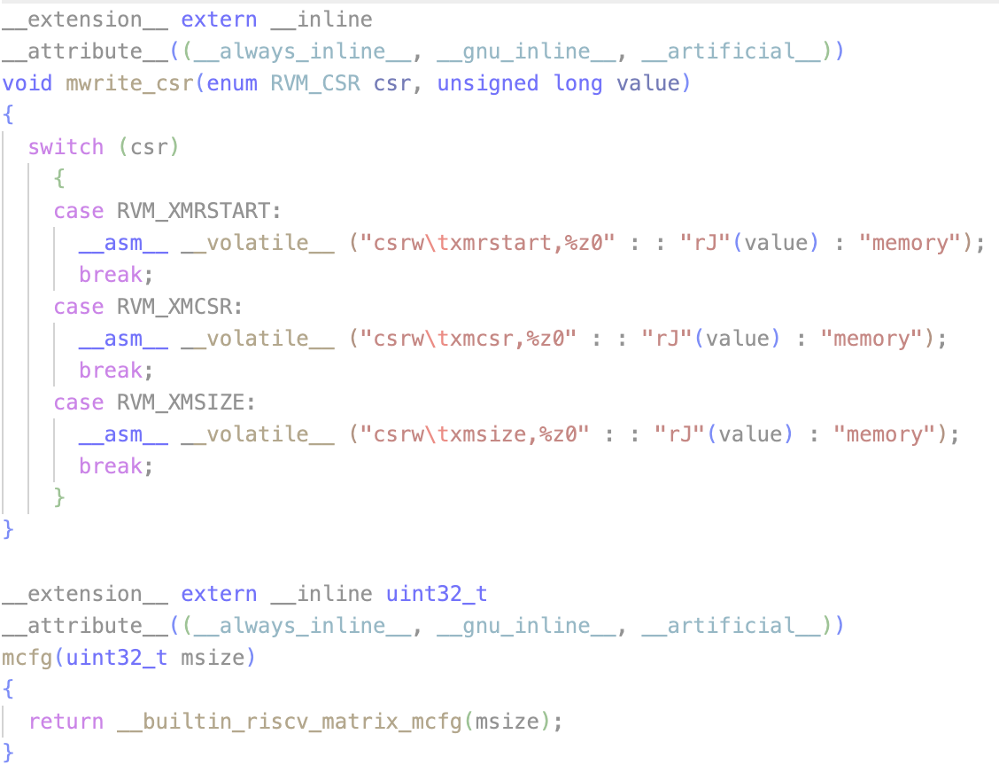 __extension__ extern __inline
__attribute__((__always_inline__, __gnu_inline__, __artificial__))
void mwrite_csr(enum RVM_CSR csr, unsigned long value)
{
  switch (csr)
    {
    case RVM_XMRSTART:
      __asm__ __volatile__ ("csrw\txmrstart,%z0" : : "rJ"(value) : "memory");
      break;
    case RVM_XMCSR:
      __asm__ __volatile__ ("csrw\txmcsr,%z0" : : "rJ"(value) : "memory");
      break;
    case RVM_XMSIZE:
      __asm__ __volatile__ ("csrw\txmsize,%z0" : : "rJ"(value) : "memory");
      break;
    }
}

__extension__ extern __inline uint32_t
__attribute__((__always_inline__, __gnu_inline__, __artificial__))
mcfg(uint32_t msize)
{
  return __builtin_riscv_matrix_mcfg(msize);
}